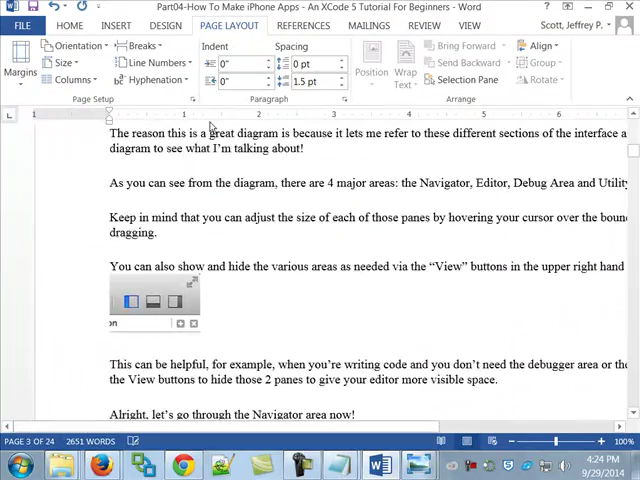 Part04-How To Make iPhone Apps - An XCode 5 Tutorial For Beginners - Word
FILE HOME INSERT DESIGN PAGE LAYOUT REFERENCES MAILINGS REVIEW VIEW Scott, Jeffrey P.
Margins
Orientation
Size
Columns
Breaks
Line Numbers
Hyphenation
Page Setup
Indent Spacing
0" 0 pt
0" 1.5 pt
Paragraph
Position
Wrap
Text
Bring Forward
Send Backward
Selection Pane
Align
Group
Rotate
Arrange
1 1 2 3 4 5 6
The reason this is a great diagram is because it lets me refer to these different sections of the interface a
diagram to see what I'm talking about!
As you can see from the diagram, there are 4 major areas: the Navigator, Editor, Debug Area and Utility
Keep in mind that you can adjust the size of each of those panes by hovering your cursor over the boun
dragging.
You can also show and hide the various areas as needed via the “View” buttons in the upper right hand
on
This can be helpful, for example, when you're writing code and you don't need the debugger area or the
the View buttons to hide those 2 panes to give your editor more visible space.
Alright, let's go through the Navigator area now!
PAGE 3 OF 24 2651 WORDS 60%
4:24 PM
9/29/2014